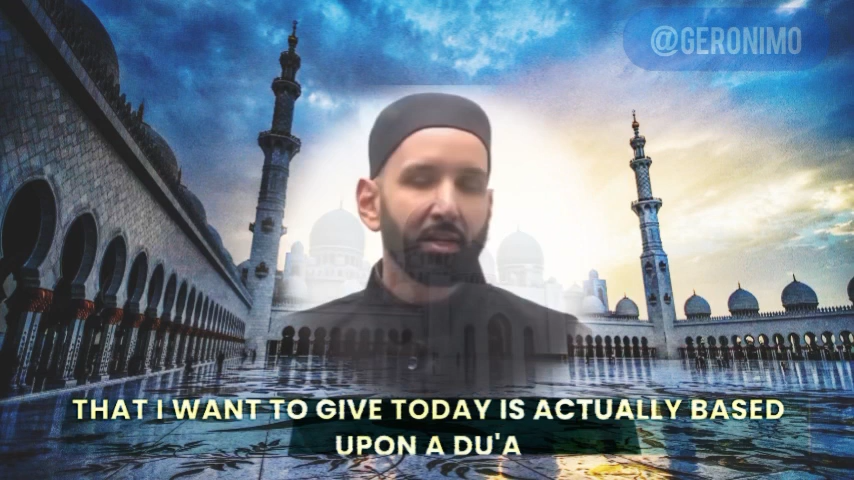 @GERONIMO
THAT I WANT TO GIVE TODAY IS ACTUALLY BASED
UPON A DU'A